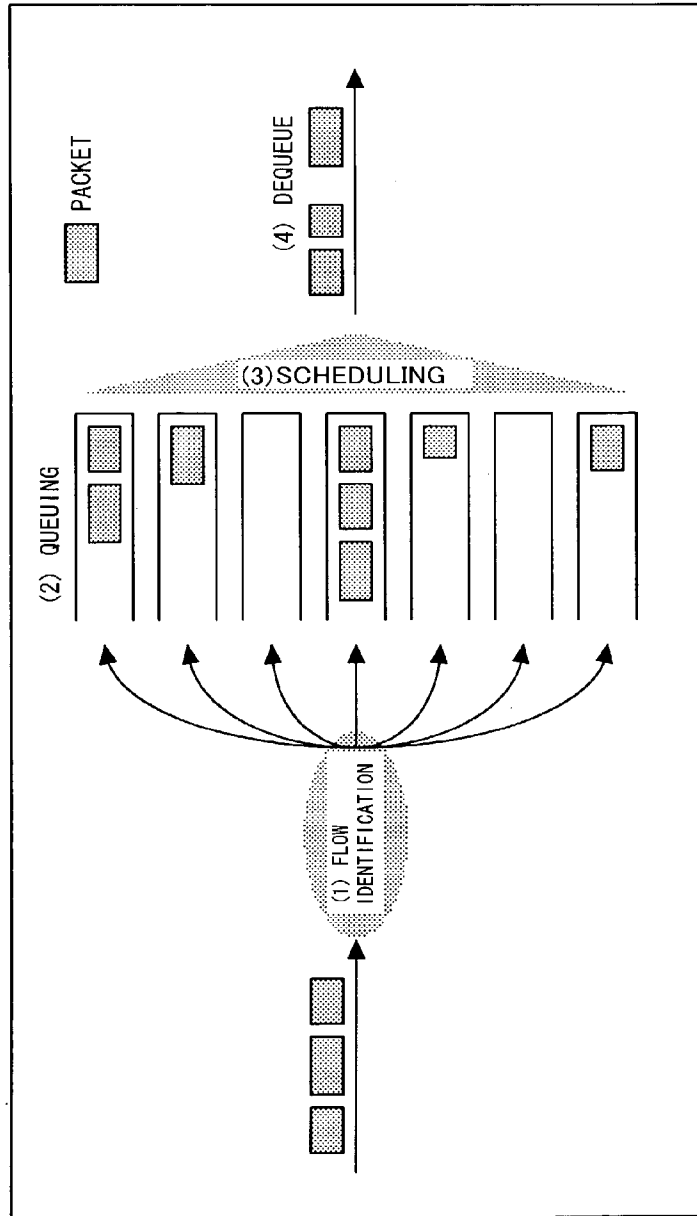 PACKET
(1) FLOW
IDENTIFICATION
(2) QUEUING
(3) SCHEDULING
(4) DEQUEUE